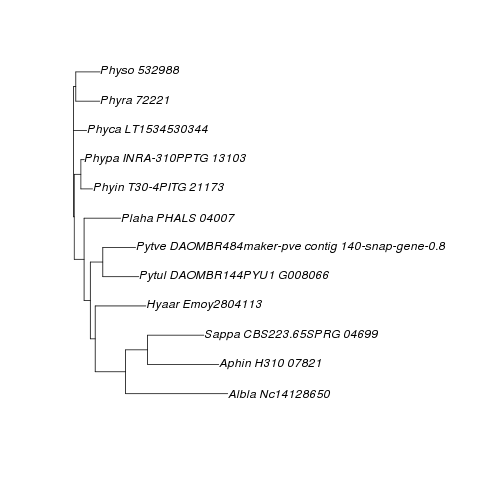 Physo 532988
Phyra 72221
Phyca LT1534530344
Phypa INRA-310PPTG 13103
Phyin T30-4PITG 21173
Plaha PHALS 04007
Pytve DAOMBR484maker-pve contig 140-snap-gene-0.8
Pytul DAOMBR144PYU1 G008066
Hyaar Emoy2804113
Sappa CBS223.65SPRG 04699
Aphin H310 07821
Albla Nc14128650